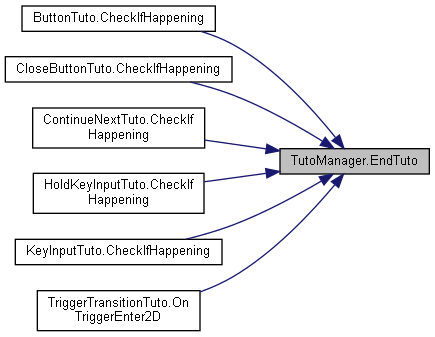 ButtonTuto.CheckIfHappening
CloseButtonTuto.CheckIfHappening
ContinueNextTuto.CheckIf
Happening
TutoManager.EndTuto
HoldKeyInputTuto.CheckIf
Happening
KeyInputTuto.CheckIfHappening
TriggerTransitionTuto.On
TriggerEnter2D